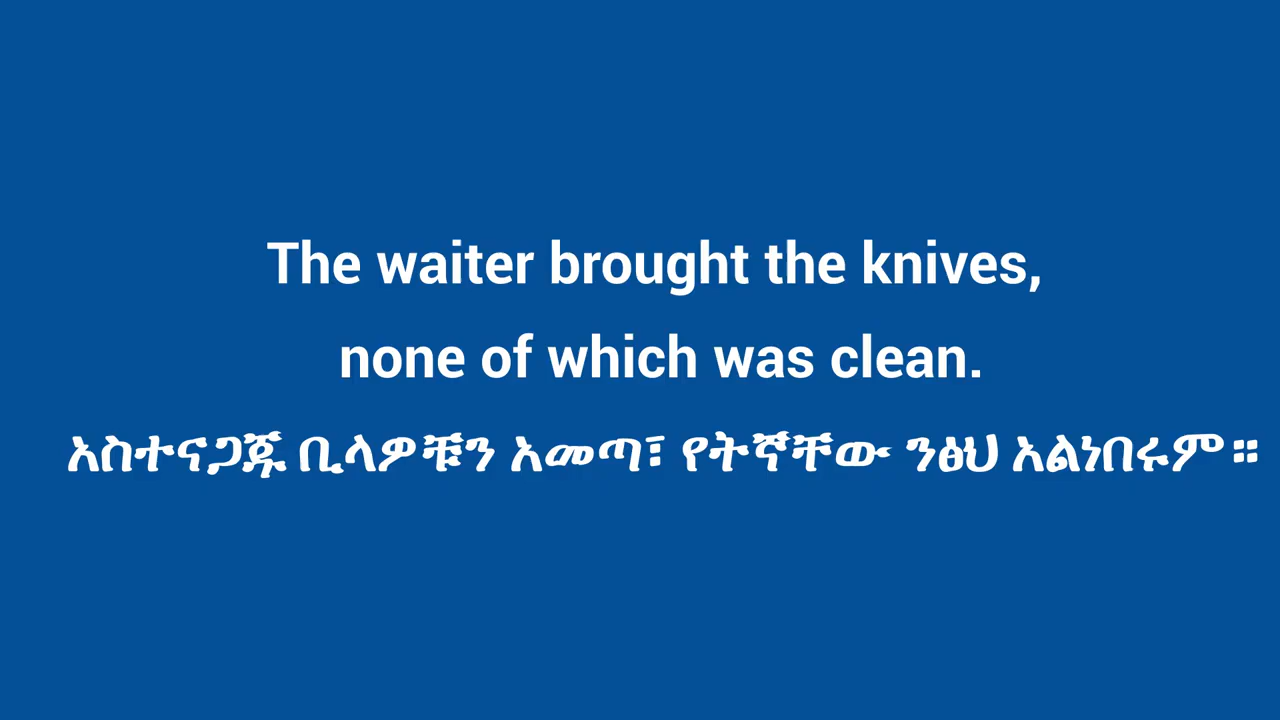 The waiter brought the knives,
none of which was clean.
አስተናጋጁ ቢላዎቹን አመጣ፣ የትኛቸው ንፅህ አልነበሩም።